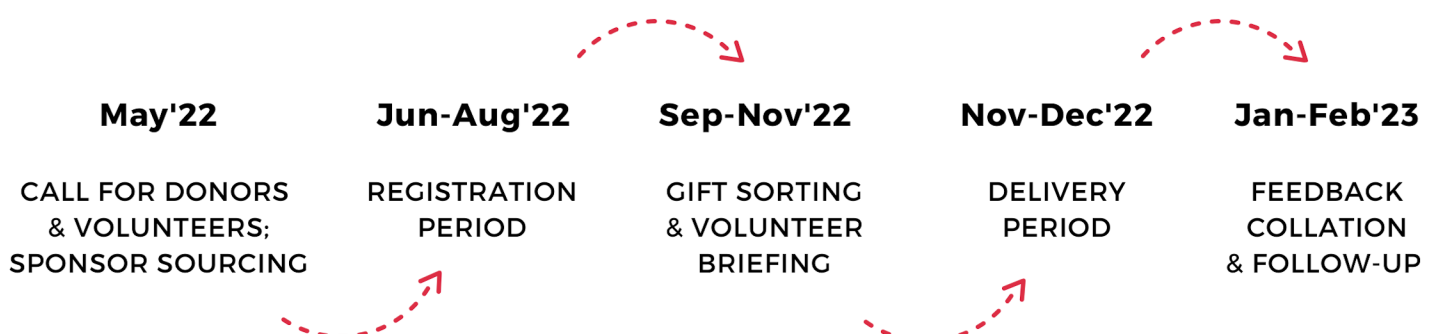 May'22
CALL FOR DONORS
& VOLUNTEERS;
SPONSOR SOURCING
Jun-Aug'22
REGISTRATION
PERIOD
Sep-Nov'22
GIFT SORTING
& VOLUNTEER
BRIEFING
Nov-Dec'22
DELIVERY
PERIOD
Jan-Feb'23
FEEDBACK
COLLATION
& FOLLOW-UP